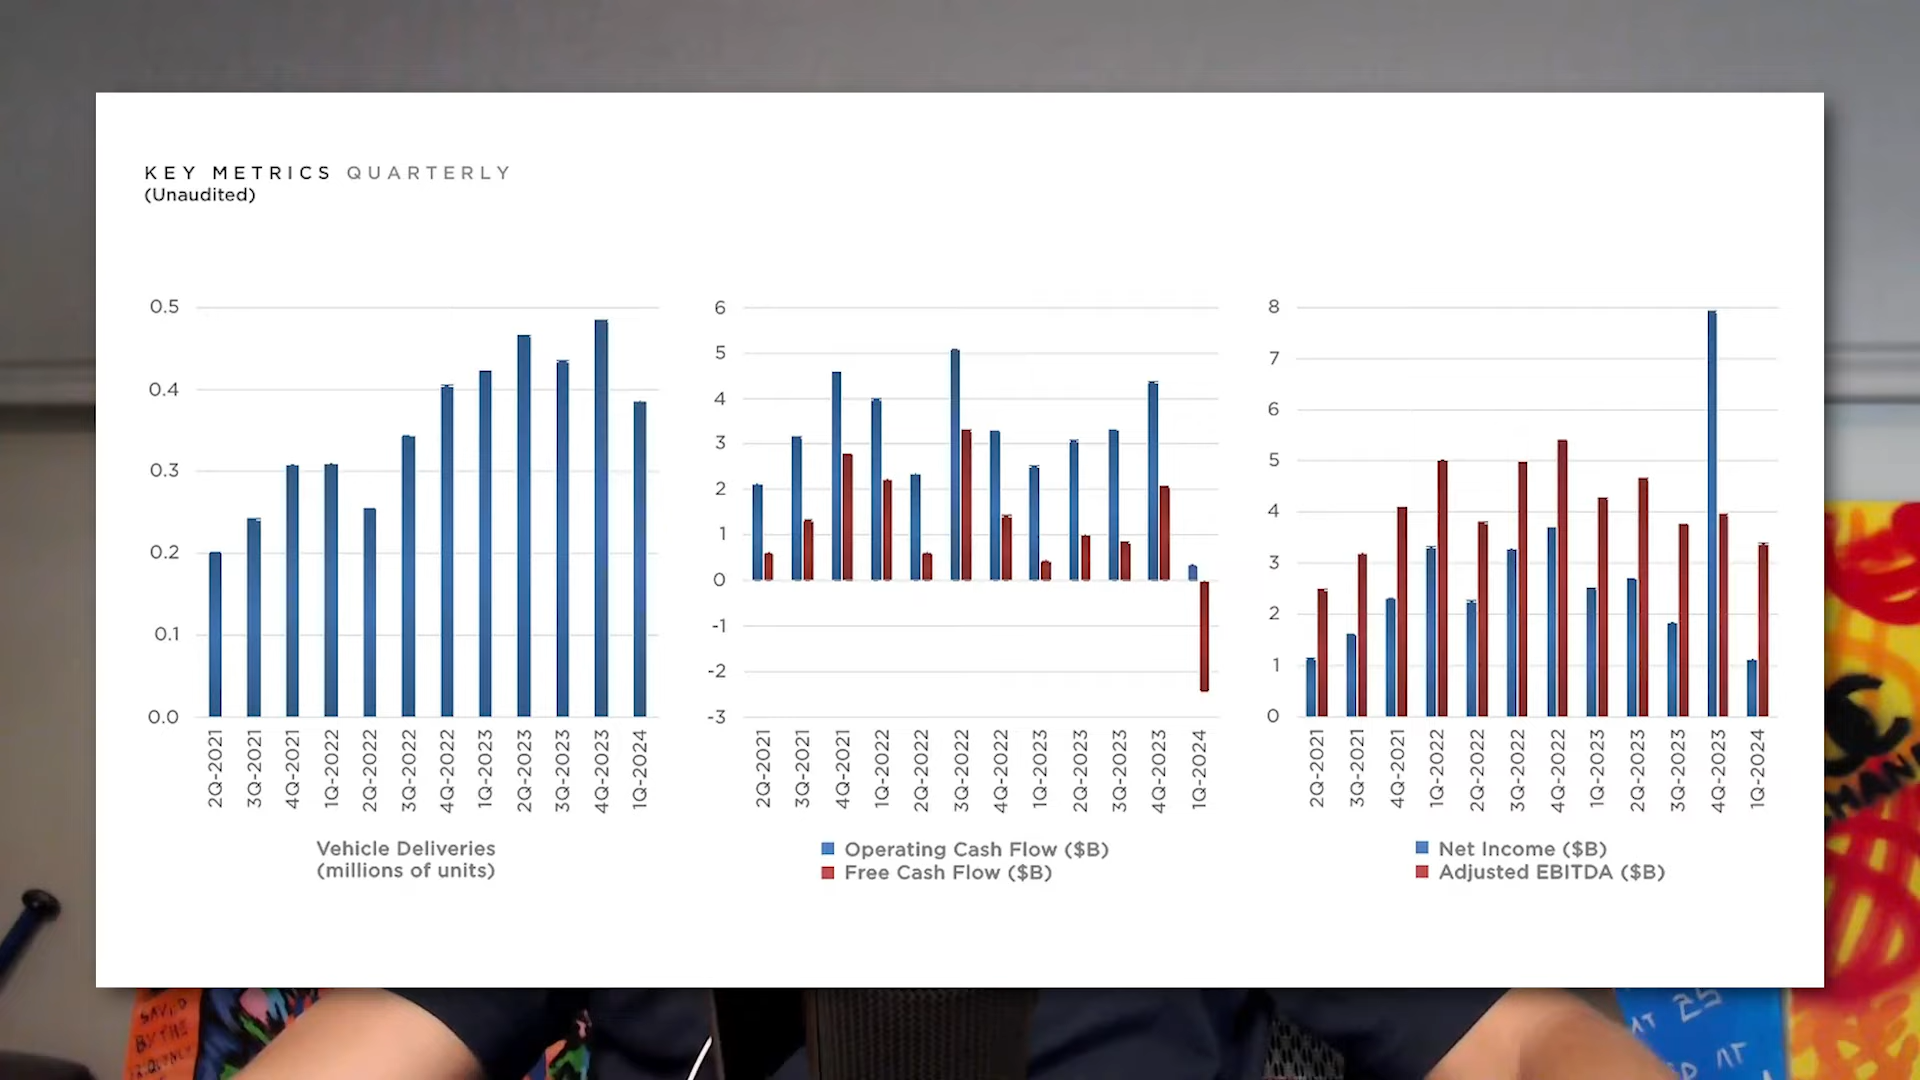 KEY METRICS QUARTERLY
(Unaudited)
0.5
0.4
0.3
0.2
0.1
0.0
2Q-2021
3Q-2021
4Q-2021
1Q-2022
2Q-2022
3Q-2022
4Q-2022
1Q-2023
2Q-2023
3Q-2023
4Q-2023
1Q-2024
Vehicle Deliveries
(millions of units)
6
5
4
3
2
1
0
-1
-2
-3
2Q-2021
3Q-2021
4Q-2021
1Q-2022
2Q-2022
3Q-2022
4Q-2022
1Q-2023
2Q-2023
3Q-2023
4Q-2023
1Q-2024
Operating Cash Flow ($B)
Free Cash Flow ($B)
8
7
6
5
4
3
2
1
0
2Q-2021
3Q-2021
4Q-2021
1Q-2022
2Q-2022
3Q-2022
4Q-2022
1Q-2023
2Q-2023
3Q-2023
4Q-2023
1Q-2024
Net Income ($B)
Adjusted EBITDA ($B)
SAVED
BY THE
AT 25
AT